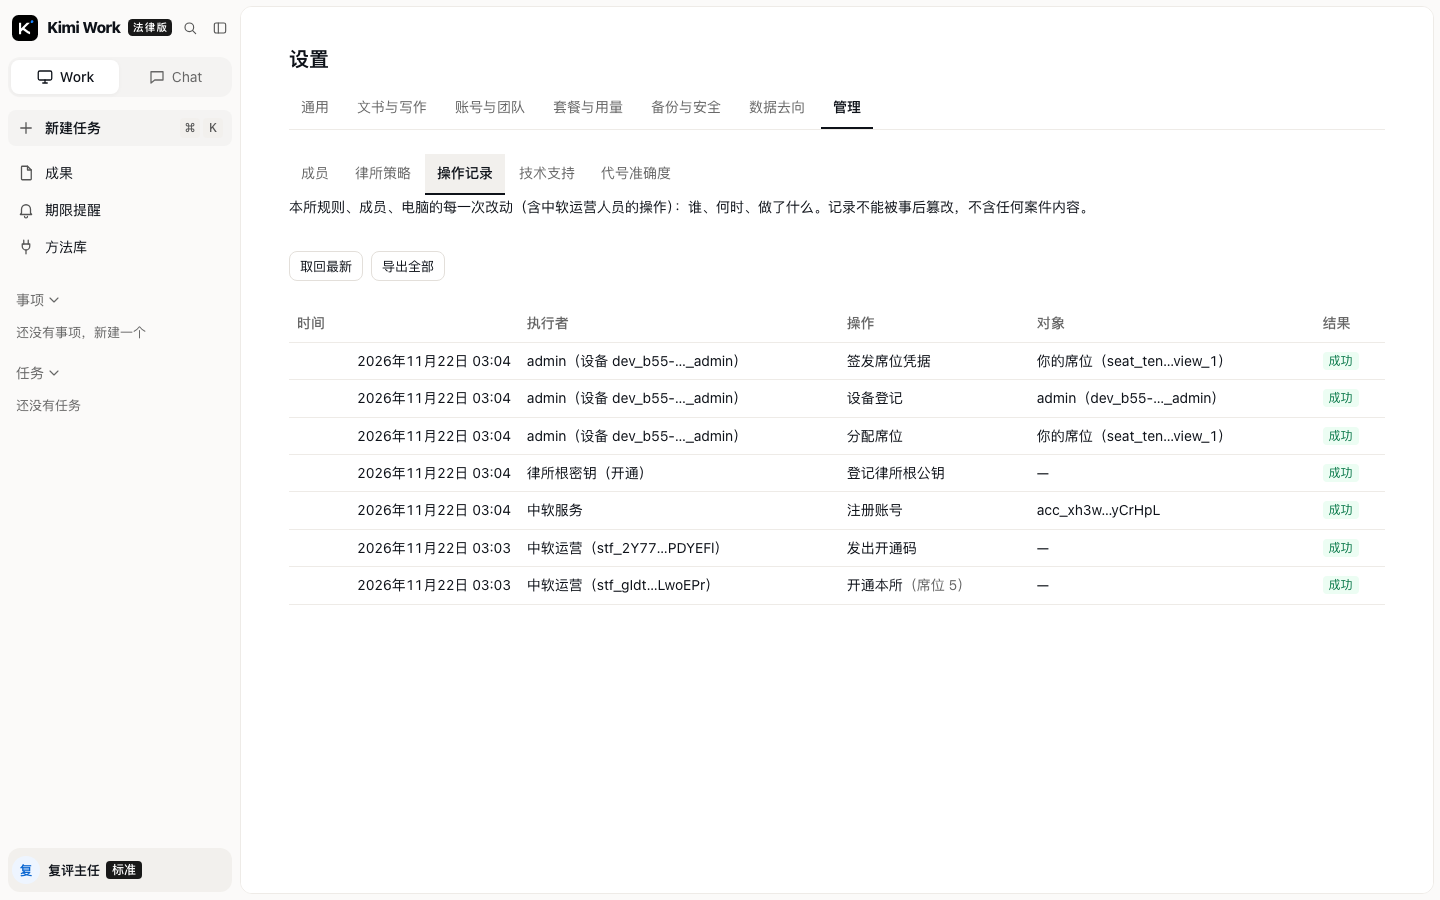 Kimi Work 法律版
Work Chat
新建任务 ⌘ K
成果
期限提醒
方法库
事项
还没有事项，新建一个
任务
还没有任务
复 复评主任 标准
设置
通用 文书与写作 账号与团队 套餐与用量 备份与安全 数据去向 管理
成员 律所策略 操作记录 技术支持 代号准确度
本所规则、成员、电脑的每一次改动（含中软运营人员的操作）：谁、何时、做了什么。记录不能被事后篡改，不含任何案件内容。
取回最新 导出全部
时间 执行者 操作 对象 结果
2026年11月22日 03:04 admin（设备 dev_b55-…_admin） 签发席位凭据 你的席位（seat_ten…view_1） 成功
2026年11月22日 03:04 admin（设备 dev_b55-…_admin） 设备登记 admin（dev_b55-…_admin） 成功
2026年11月22日 03:04 admin（设备 dev_b55-…_admin） 分配席位 你的席位（seat_ten…view_1） 成功
2026年11月22日 03:04 律所根密钥（开通） 登记律所根公钥 — 成功
2026年11月22日 03:04 中软服务 注册账号 acc_xh3w…yCrHpL 成功
2026年11月22日 03:03 中软运营（stf_2Y77…PDYEFl） 发出开通码 — 成功
2026年11月22日 03:03 中软运营（stf_gldt…LwoEPr） 开通本所（席位 5） — 成功